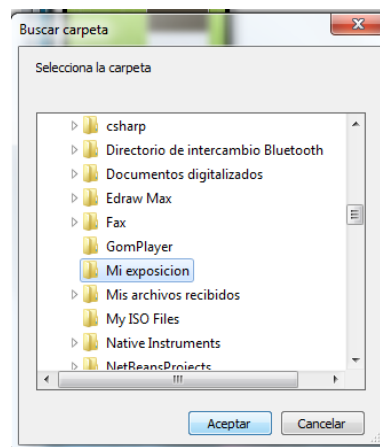 Buscar carpeta
Selecciona la carpeta
csharp
Directorio de intercambio Bluetooth
Documentos digitalizados
Edraw Max
Fax
GomPlayer
Mi exposicion
Mis archivos recibidos
My ISO Files
Native Instruments
NetBeansProjects
Aceptar
Cancelar